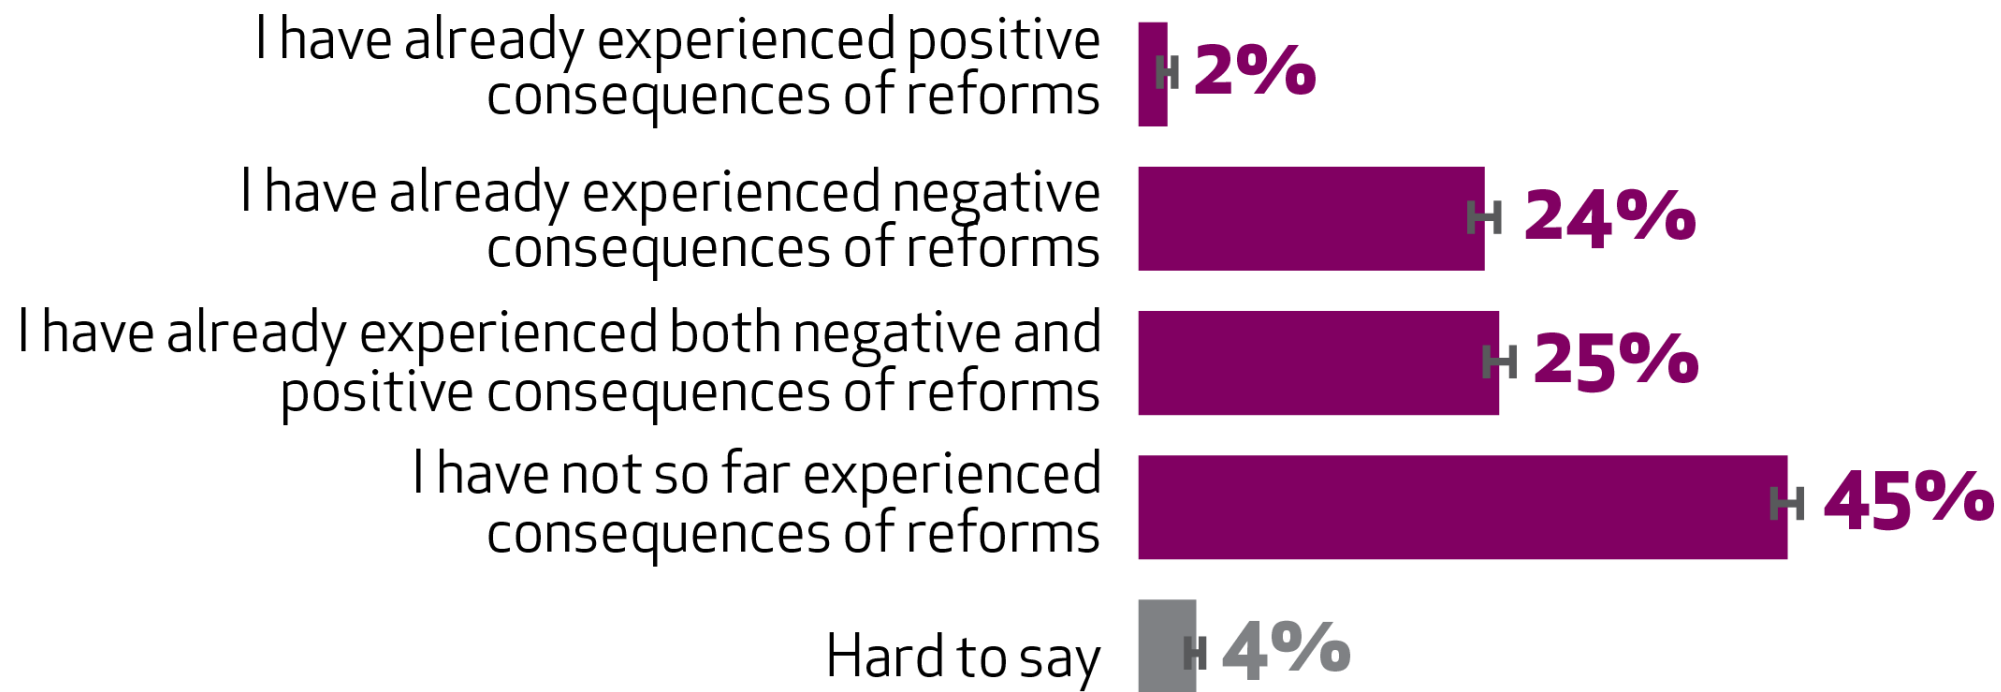 I have already experienced positive
consequences of reforms
2%
I have already experienced negative
consequences of reforms
24%
I have already experienced both negative and
positive consequences of reforms
25%
I have not so far experienced
consequences of reforms
45%
Hard to say
4%